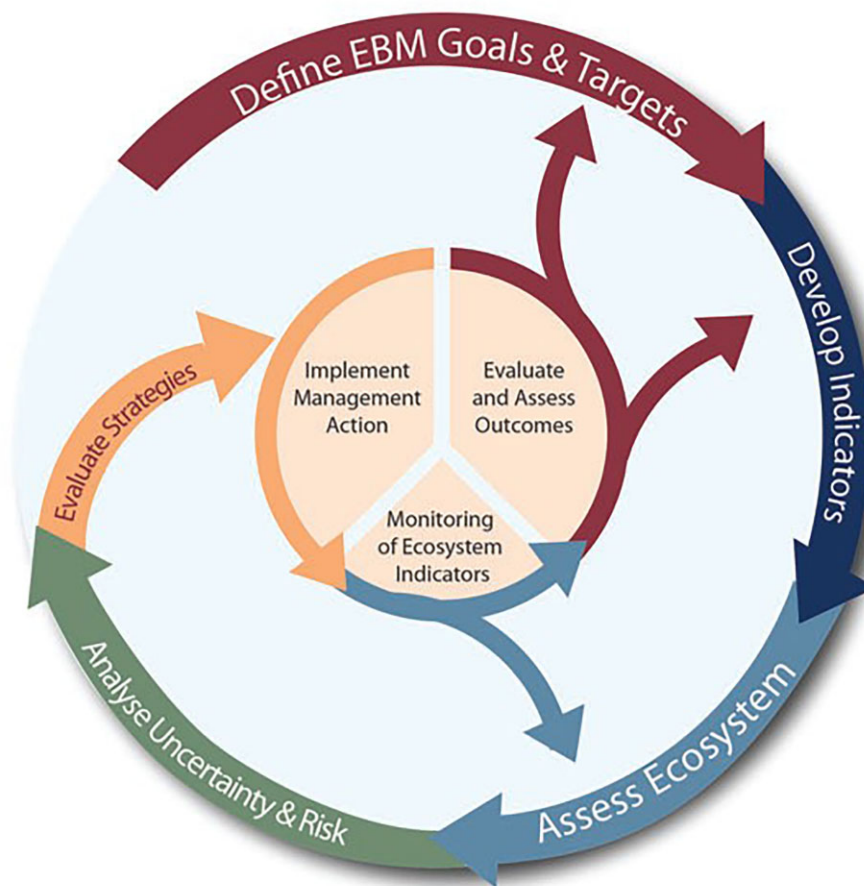 Define EBM Goals & Targets
Develop Indicators
Assess Ecosystem
Analyse Uncertainty & Risk
Evaluate Strategies
Implement
Management
Action
Evaluate
and Assess
Outcomes
Monitoring
of Ecosystem
Indicators